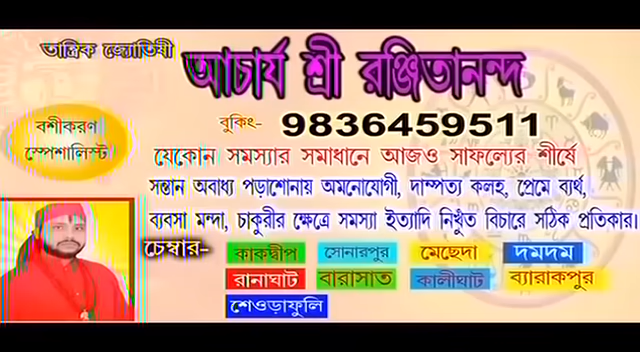 তান্ত্রিক জ্যোতিষী
আচার্য শ্রী রঞ্জিতানন্দ
বুকিং- 9836459511
বশীকরণ
স্পেশালিস্ট
যেকোন সমস্যার সমাধানে আজও সাফল্যের শীর্ষে
সন্তান অবাধ্য পড়াশোনায় অমনোযোগী, দাম্পত্য কলহ, প্রেমে ব্যর্থ,
ব্যবসা মন্দা, চাকুরীর ক্ষেত্রে সমস্যা ইত্যাদি নিখুঁত বিচারে সঠিক প্রতিকার।
চেম্বার- কাকদ্বীপ সোনারপুর মেছেদা দমদম
রানাঘাট বারাসাত কালীঘাট ব্যারাকপুর
শেওড়াফুলি